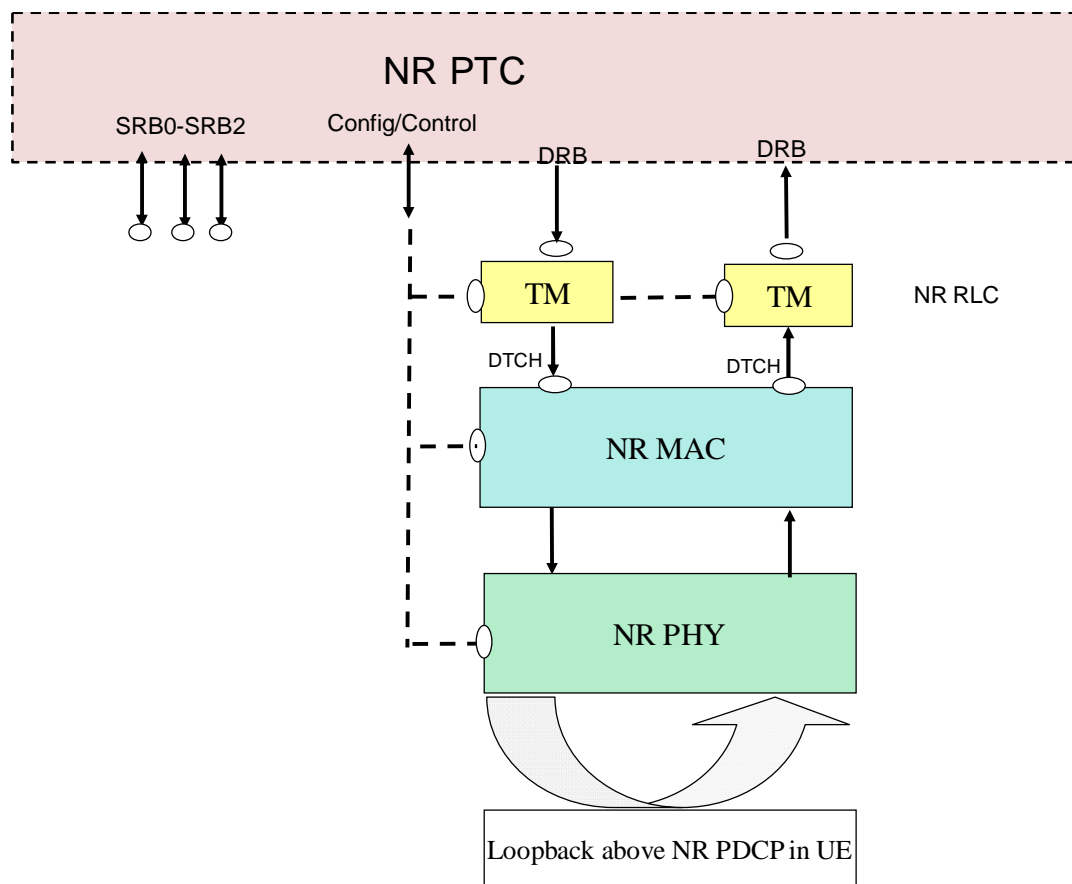 NR PTC
SRB0-SRB2
Config/Control
DRB
DRB
TM
TM
NR RLC
DTCH
DTCH
NR MAC
NR PHY
Loopback above NR PDCP in UE